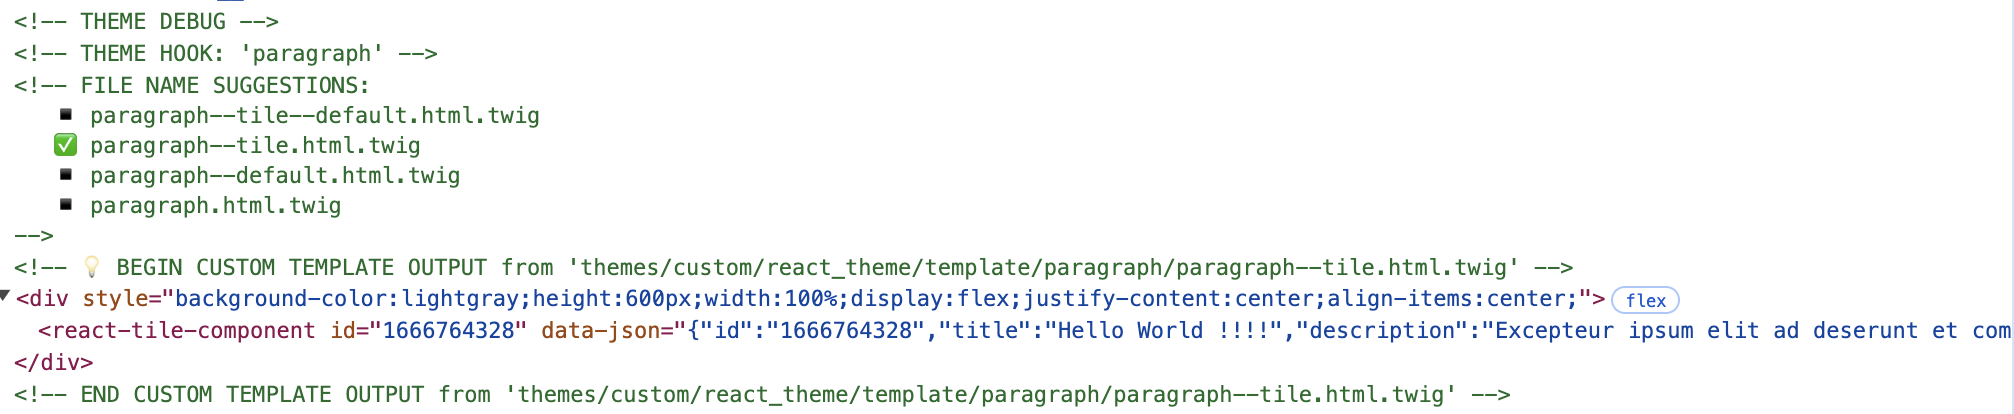 <!-- THEME DEBUG -->
<!-- THEME HOOK: 'paragraph' -->
<!-- FILE NAME SUGGESTIONS:
▪️ paragraph--tile--default.html.twig
✅ paragraph--tile.html.twig
▪️ paragraph--default.html.twig
▪️ paragraph.html.twig
-->
<!-- 💡 BEGIN CUSTOM TEMPLATE OUTPUT from 'themes/custom/react_theme/template/paragraph/paragraph--tile.html.twig' -->
<div style="background-color:lightgray;height:600px;width:100%;display:flex;justify-content:center;align-items:center;"> flex
<react-tile-component id="1666764328" data-json="{"id":"1666764328","title":"Hello World !!!!","description":"Excepteur ipsum elit ad deserunt et com
</div>
<!-- END CUSTOM TEMPLATE OUTPUT from 'themes/custom/react_theme/template/paragraph/paragraph--tile.html.twig' -->